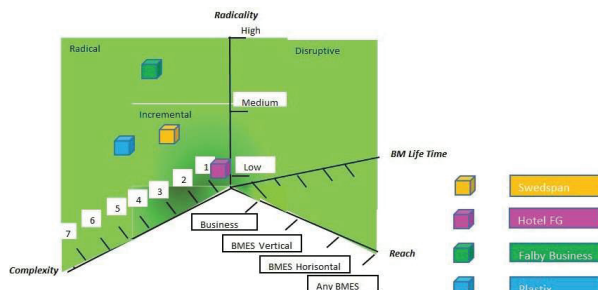 Radicality
High
Radical
Disruptive
Medium
Incremental
BM Life Time
1
Low
2
3
4
5
6
7
Swedspan
Business
Hotel FG
BMES Vertical
Reach
Falby Business
BMES Horisontal
Complexity
Any BMES
Plastix